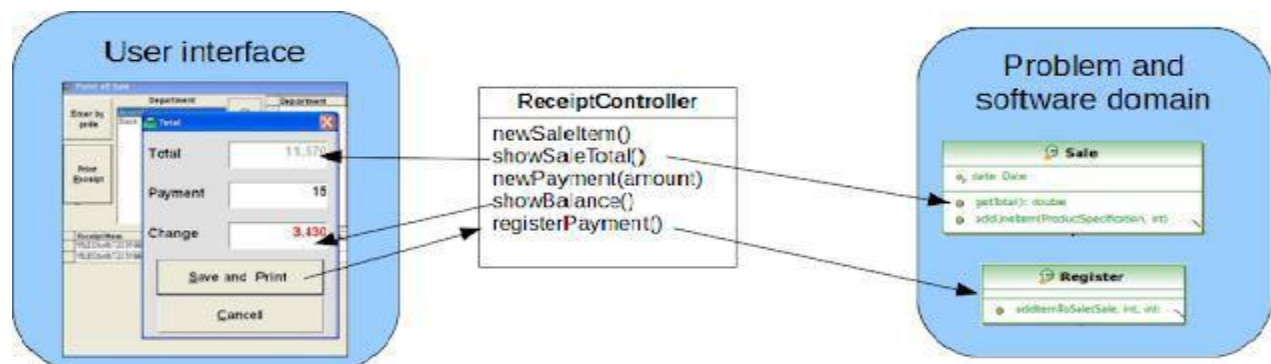 User interface
Point of Sale
Department
Department
Enter by
Total
Total
11,570
Print
Receipt
Payment
15
Change
3,430
Save and Print
Cancel
ReceiptController
newSaleItem()
showSaleTotal()
newPayment(amount)
showBalance()
registerPayment()
Problem and
software domain
Sale
date: Date
getTotal(): double
addLineItem(ProductSpecification, int)
Register
addItemToSale(Sale, int, int)